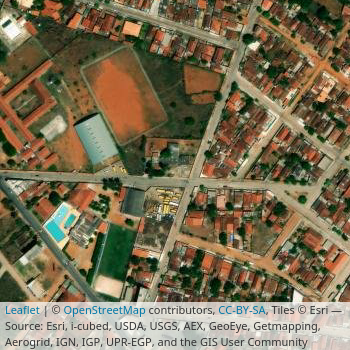 Leaflet | © OpenStreetMap contributors, CC-BY-SA, Tiles © Esri —
Source: Esri, i-cubed, USDA, USGS, AEX, GeoEye, Getmapping,
Aerogrid, IGN, IGP, UPR-EGP, and the GIS User Community